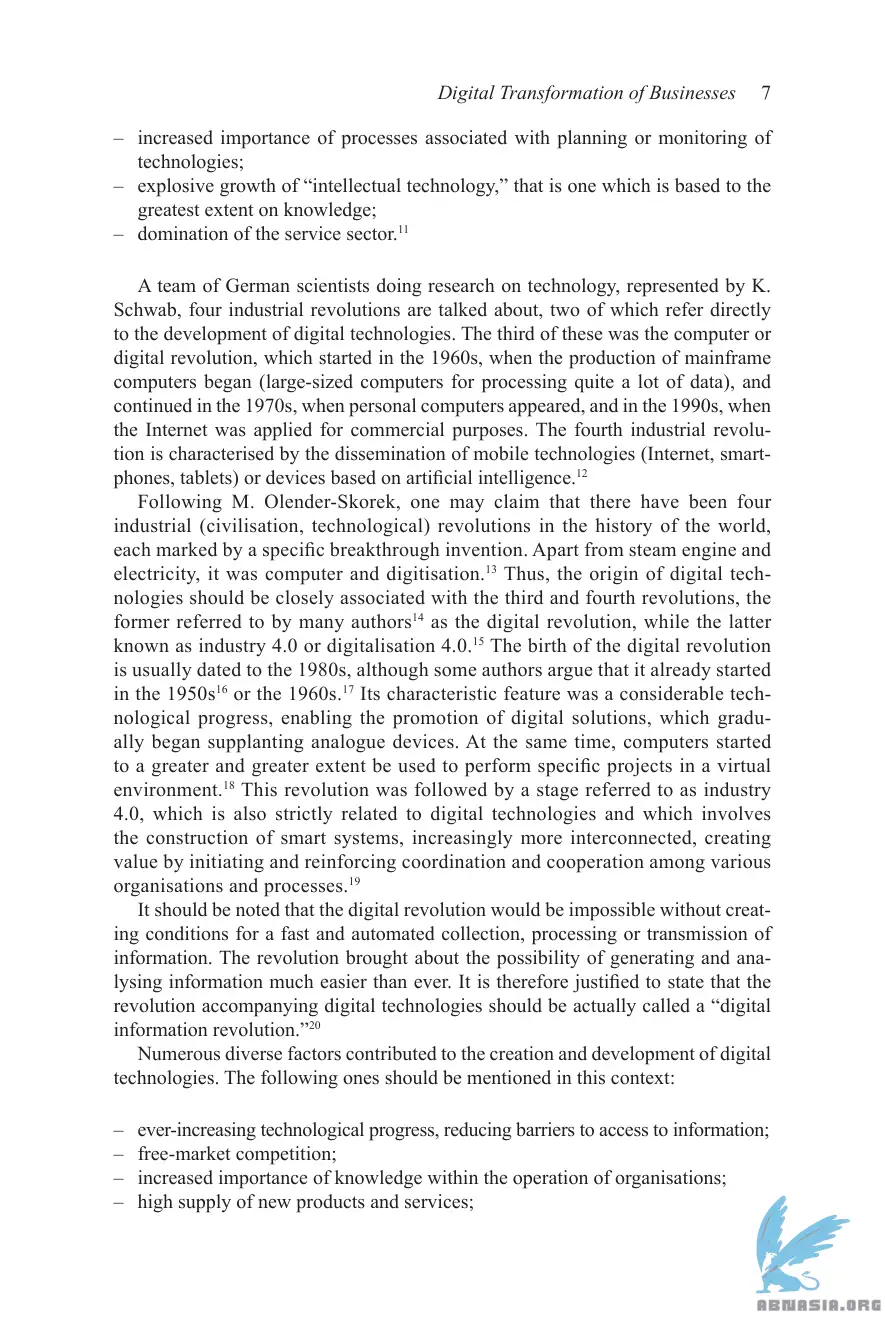 Digital Transformation of Businesses 7
– increased importance of processes associated with planning or monitoring of
technologies;
– explosive growth of “intellectual technology,” that is one which is based to the
greatest extent on knowledge;
– domination of the service sector.11
A team of German scientists doing research on technology, represented by K.
Schwab, four industrial revolutions are talked about, two of which refer directly
to the development of digital technologies. The third of these was the computer or
digital revolution, which started in the 1960s, when the production of mainframe
computers began (large-sized computers for processing quite a lot of data), and
continued in the 1970s, when personal computers appeared, and in the 1990s, when
the Internet was applied for commercial purposes. The fourth industrial revolu-
tion is characterised by the dissemination of mobile technologies (Internet, smart-
phones, tablets) or devices based on artificial intelligence.12
Following M. Olender-Skorek, one may claim that there have been four
industrial (civilisation, technological) revolutions in the history of the world,
each marked by a specific breakthrough invention. Apart from steam engine and
electricity, it was computer and digitisation.13 Thus, the origin of digital tech-
nologies should be closely associated with the third and fourth revolutions, the
former referred to by many authors14 as the digital revolution, while the latter
known as industry 4.0 or digitalisation 4.0.15 The birth of the digital revolution
is usually dated to the 1980s, although some authors argue that it already started
in the 1950s16 or the 1960s.17 Its characteristic feature was a considerable tech-
nological progress, enabling the promotion of digital solutions, which gradu-
ally began supplanting analogue devices. At the same time, computers started
to a greater and greater extent be used to perform specific projects in a virtual
environment.18 This revolution was followed by a stage referred to as industry
4.0, which is also strictly related to digital technologies and which involves
the construction of smart systems, increasingly more interconnected, creating
value by initiating and reinforcing coordination and cooperation among various
organisations and processes.19
It should be noted that the digital revolution would be impossible without creat-
ing conditions for a fast and automated collection, processing or transmission of
information. The revolution brought about the possibility of generating and ana-
lysing information much easier than ever. It is therefore justified to state that the
revolution accompanying digital technologies should be actually called a “digital
information revolution.”20
Numerous diverse factors contributed to the creation and development of digital
technologies. The following ones should be mentioned in this context:
– ever-increasing technological progress, reducing barriers to access to information;
– free-market competition;
– increased importance of knowledge within the operation of organisations;
– high supply of new products and services;
ABNASIA.ORG